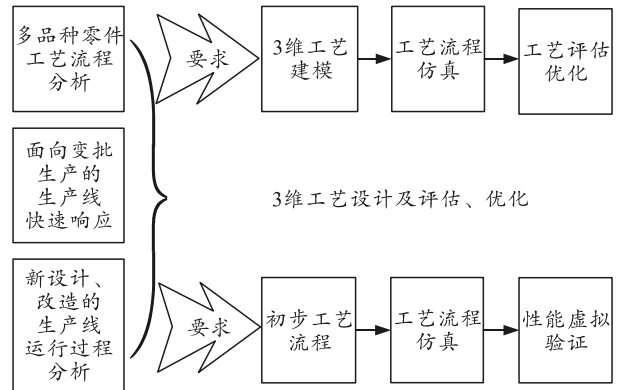 多品种零件
工艺流程
分析
面向变批
生产的
生产线
快速响应
新设计、
改造的
生产线
运行过程
分析
要求
3维工艺
建模
工艺流程
仿真
工艺评估
优化
3维工艺设计及评估、优化
要求
初步工艺
流程
工艺流程
仿真
性能虚拟
验证